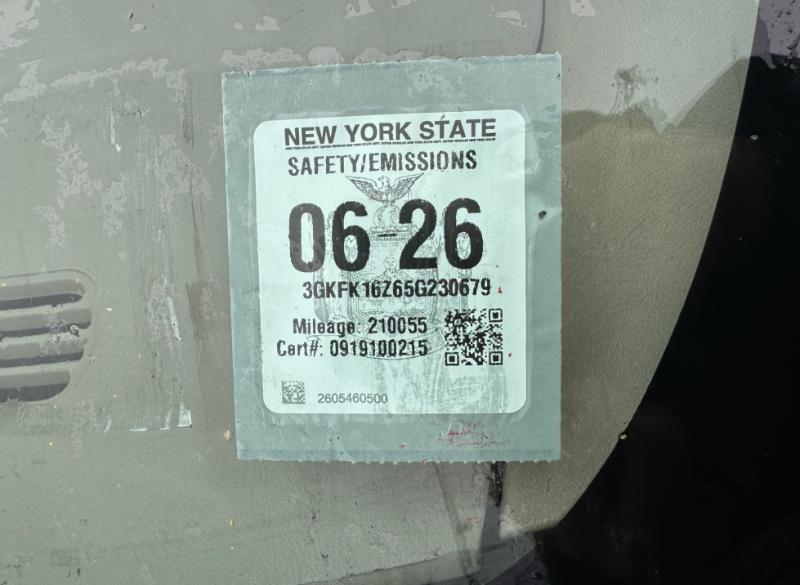 NEW YORK STATE
SAFETY/EMISSIONS
06 26
3GKFK16Z65G230679
Mileage: 210055
Cert#: 0919100215
2605460500